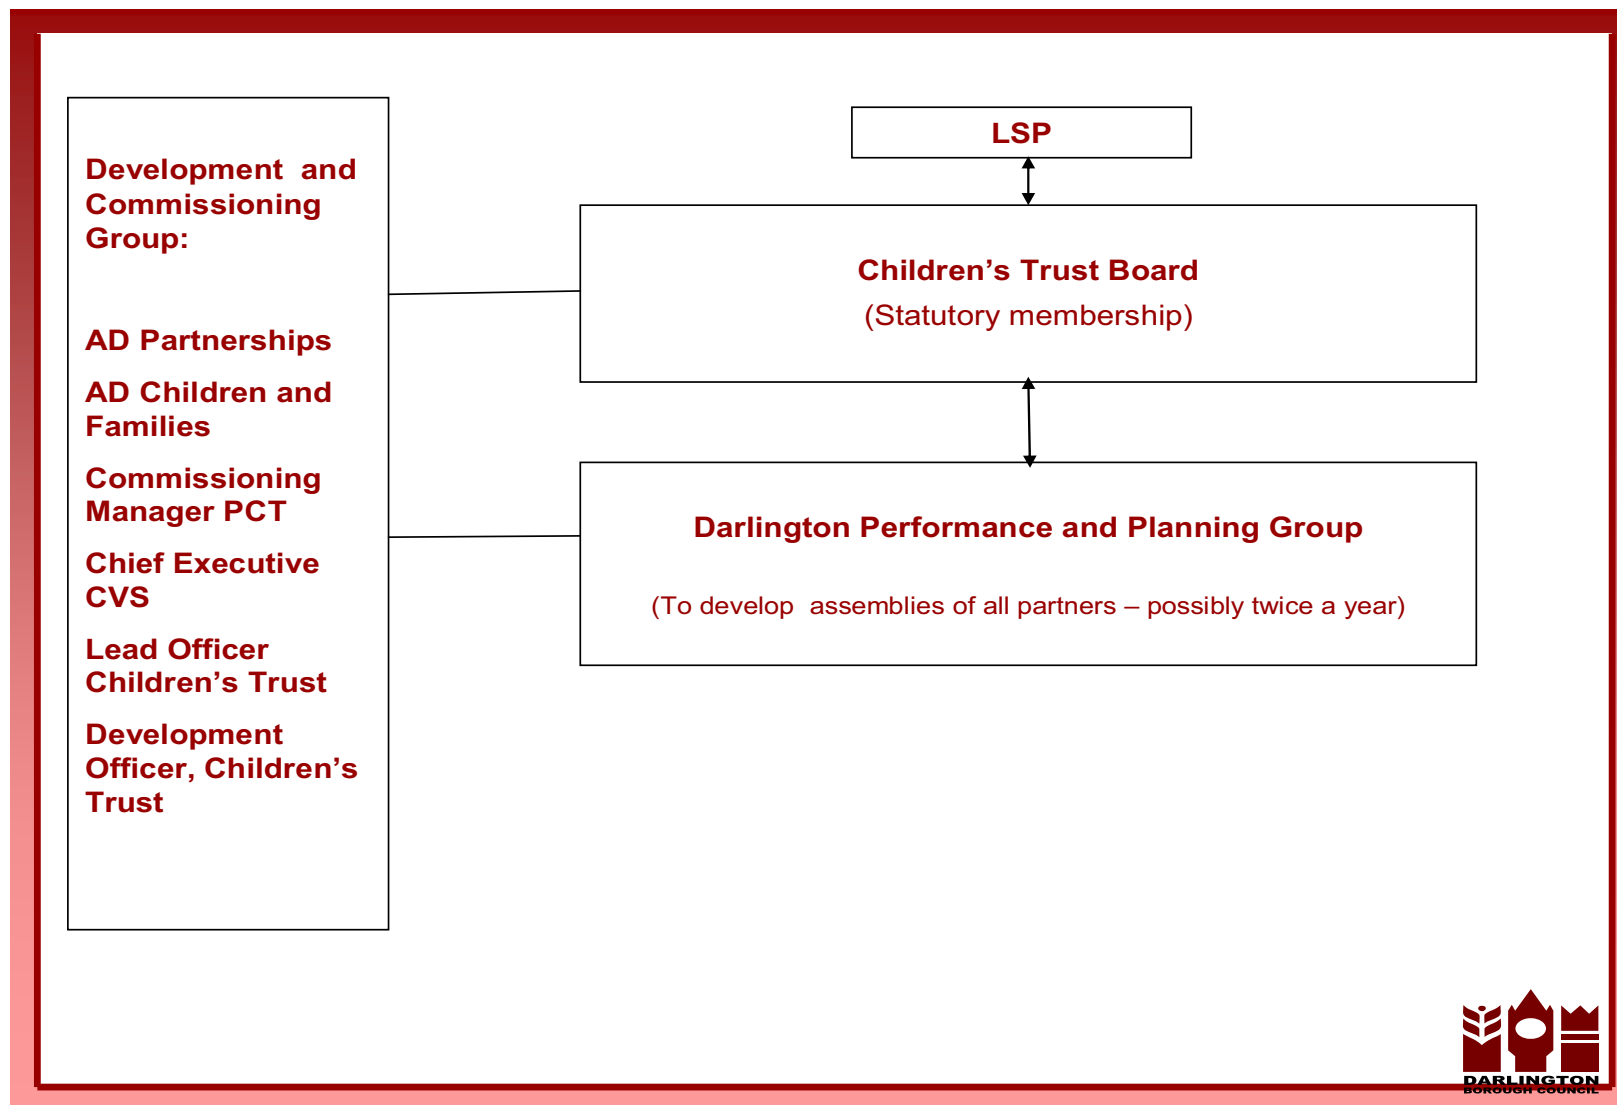 Development and
Commissioning
Group:
AD Partnerships
AD Children and
Families
Commissioning
Manager PCT
Chief Executive
CVS
Lead Officer
Children’s Trust
Development
Officer, Children’s
Trust
LSP
Children’s Trust Board
(Statutory membership)
Darlington Performance and Planning Group
(To develop assemblies of all partners – possibly twice a year)
DARLINGTON
BOROUGH COUNCIL